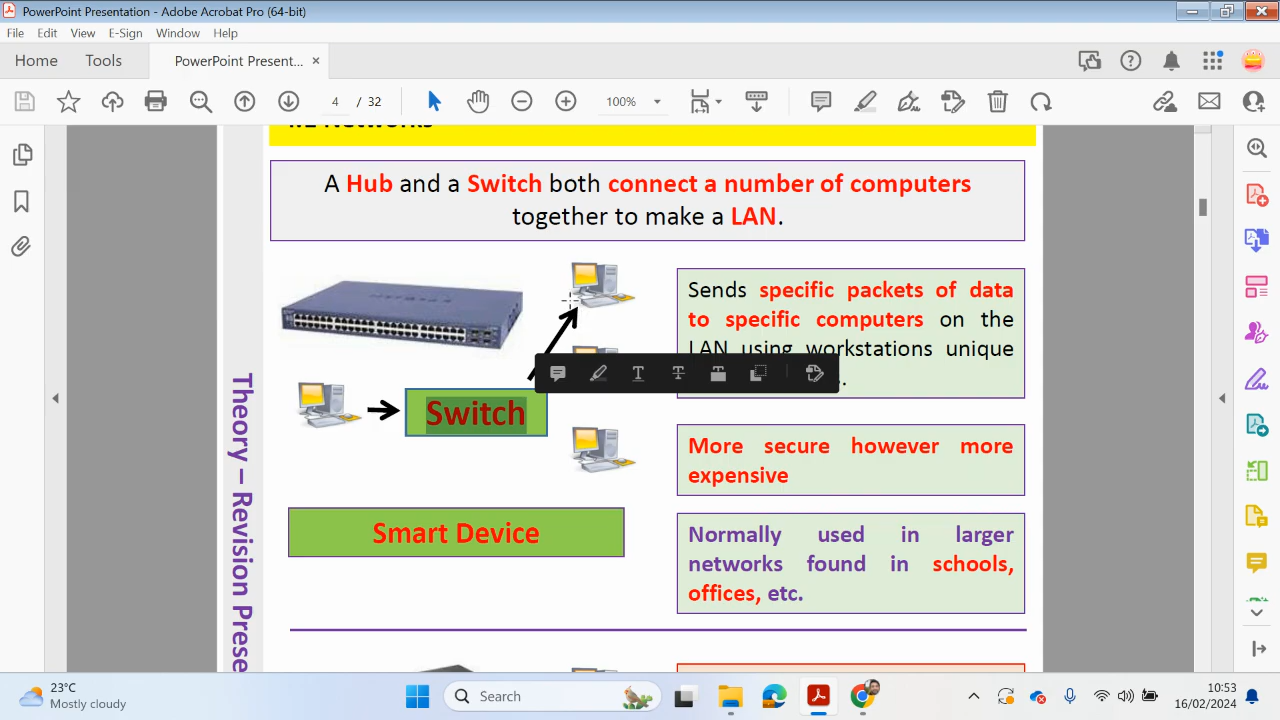 PowerPoint Presentation - Adobe Acrobat Pro (64-bit)
File Edit View E-Sign Window Help
Home Tools PowerPoint Present... ×
4 / 32 100%
4.2 Networks
A Hub and a Switch both connect a number of computers
together to make a LAN.
Sends specific packets of data
to specific computers on the
LAN using workstations unique
Switch
More secure however more
expensive
Smart Device
Normally used in larger
networks found in schools,
offices, etc.
Theory – Revision Prese
23°C
Mostly cloudy
Search
10:53
16/02/2024